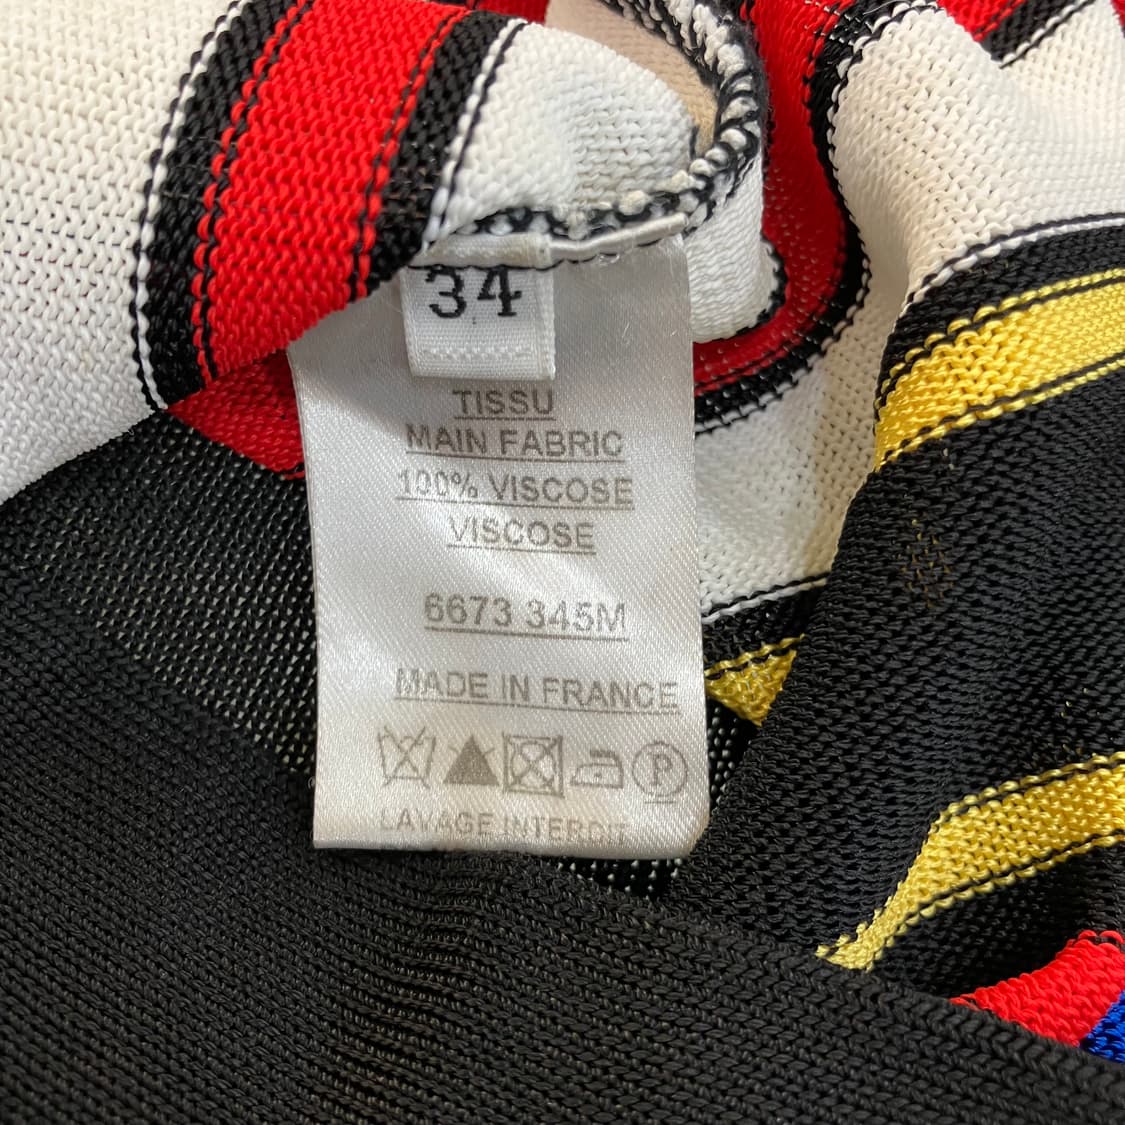 34
TISSU
MAIN FABRIC
100% VISCOSE
VISCOSE
6673 345M
MADE IN FRANCE
P
LAVAGE INTERDIT